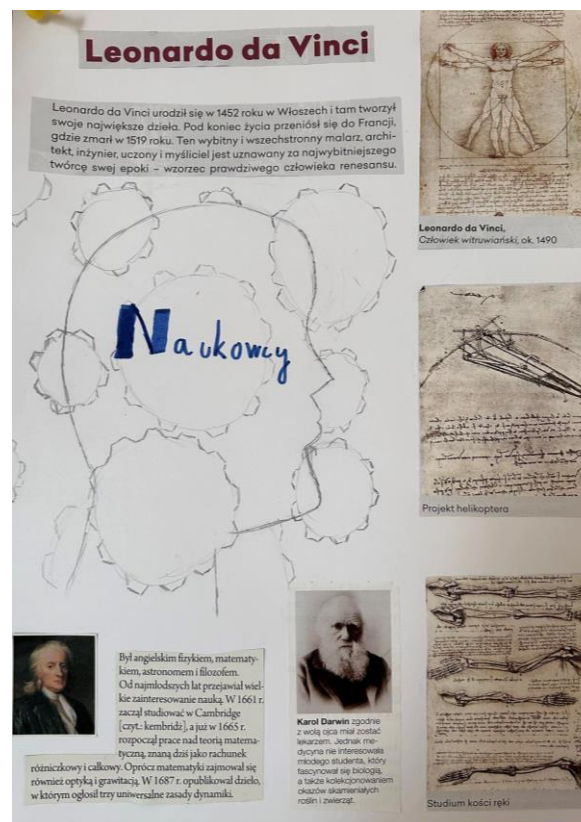 Leonardo da Vinci
Leonardo da Vinci urodził się w 1452 roku w Włoszech i tam tworzył
swoje największe dzieła. Pod koniec życia przeniósł się do Francji,
gdzie zmarł w 1519 roku. Ten wybitny i wszechstronny malarz, archi-
tekt, inżynier, uczony i myśliciel jest uznawany za najwybitniejszego
twórcę swej epoki – wzorzec prawdziwego człowieka renesansu.
Leonardo da Vinci,
Człowiek witruwiański, ok. 1490
Naukowcy
Projekt helikoptera
Był angielskim fizykiem, matematy-
kiem, astronomem i filozofem.
Od najmłodszych lat przejawiał wiel-
kie zainteresowanie nauką. W 1661 r.
zaczął studiować w Cambridge
[czyt.: kembridż], a już w 1665 r.
rozpoczął prace nad teorią matema-
tyczną, znaną dziś jako rachunek
różniczkowy i całkowy. Oprócz matematyki zajmował się
również optyką i grawitacją. W 1687 r. opublikował dzieło,
w którym ogłosił trzy uniwersalne zasady dynamiki.
Karol Darwin zgodnie
z wolą ojca miał zostać
lekarzem. Jednak me-
dycyna nie interesowała
młodego studenta, który
fascynował się biologią,
a także kolekcjonowaniem
okazów skamieniałych
roślin i zwierząt.
Studium kości ręki